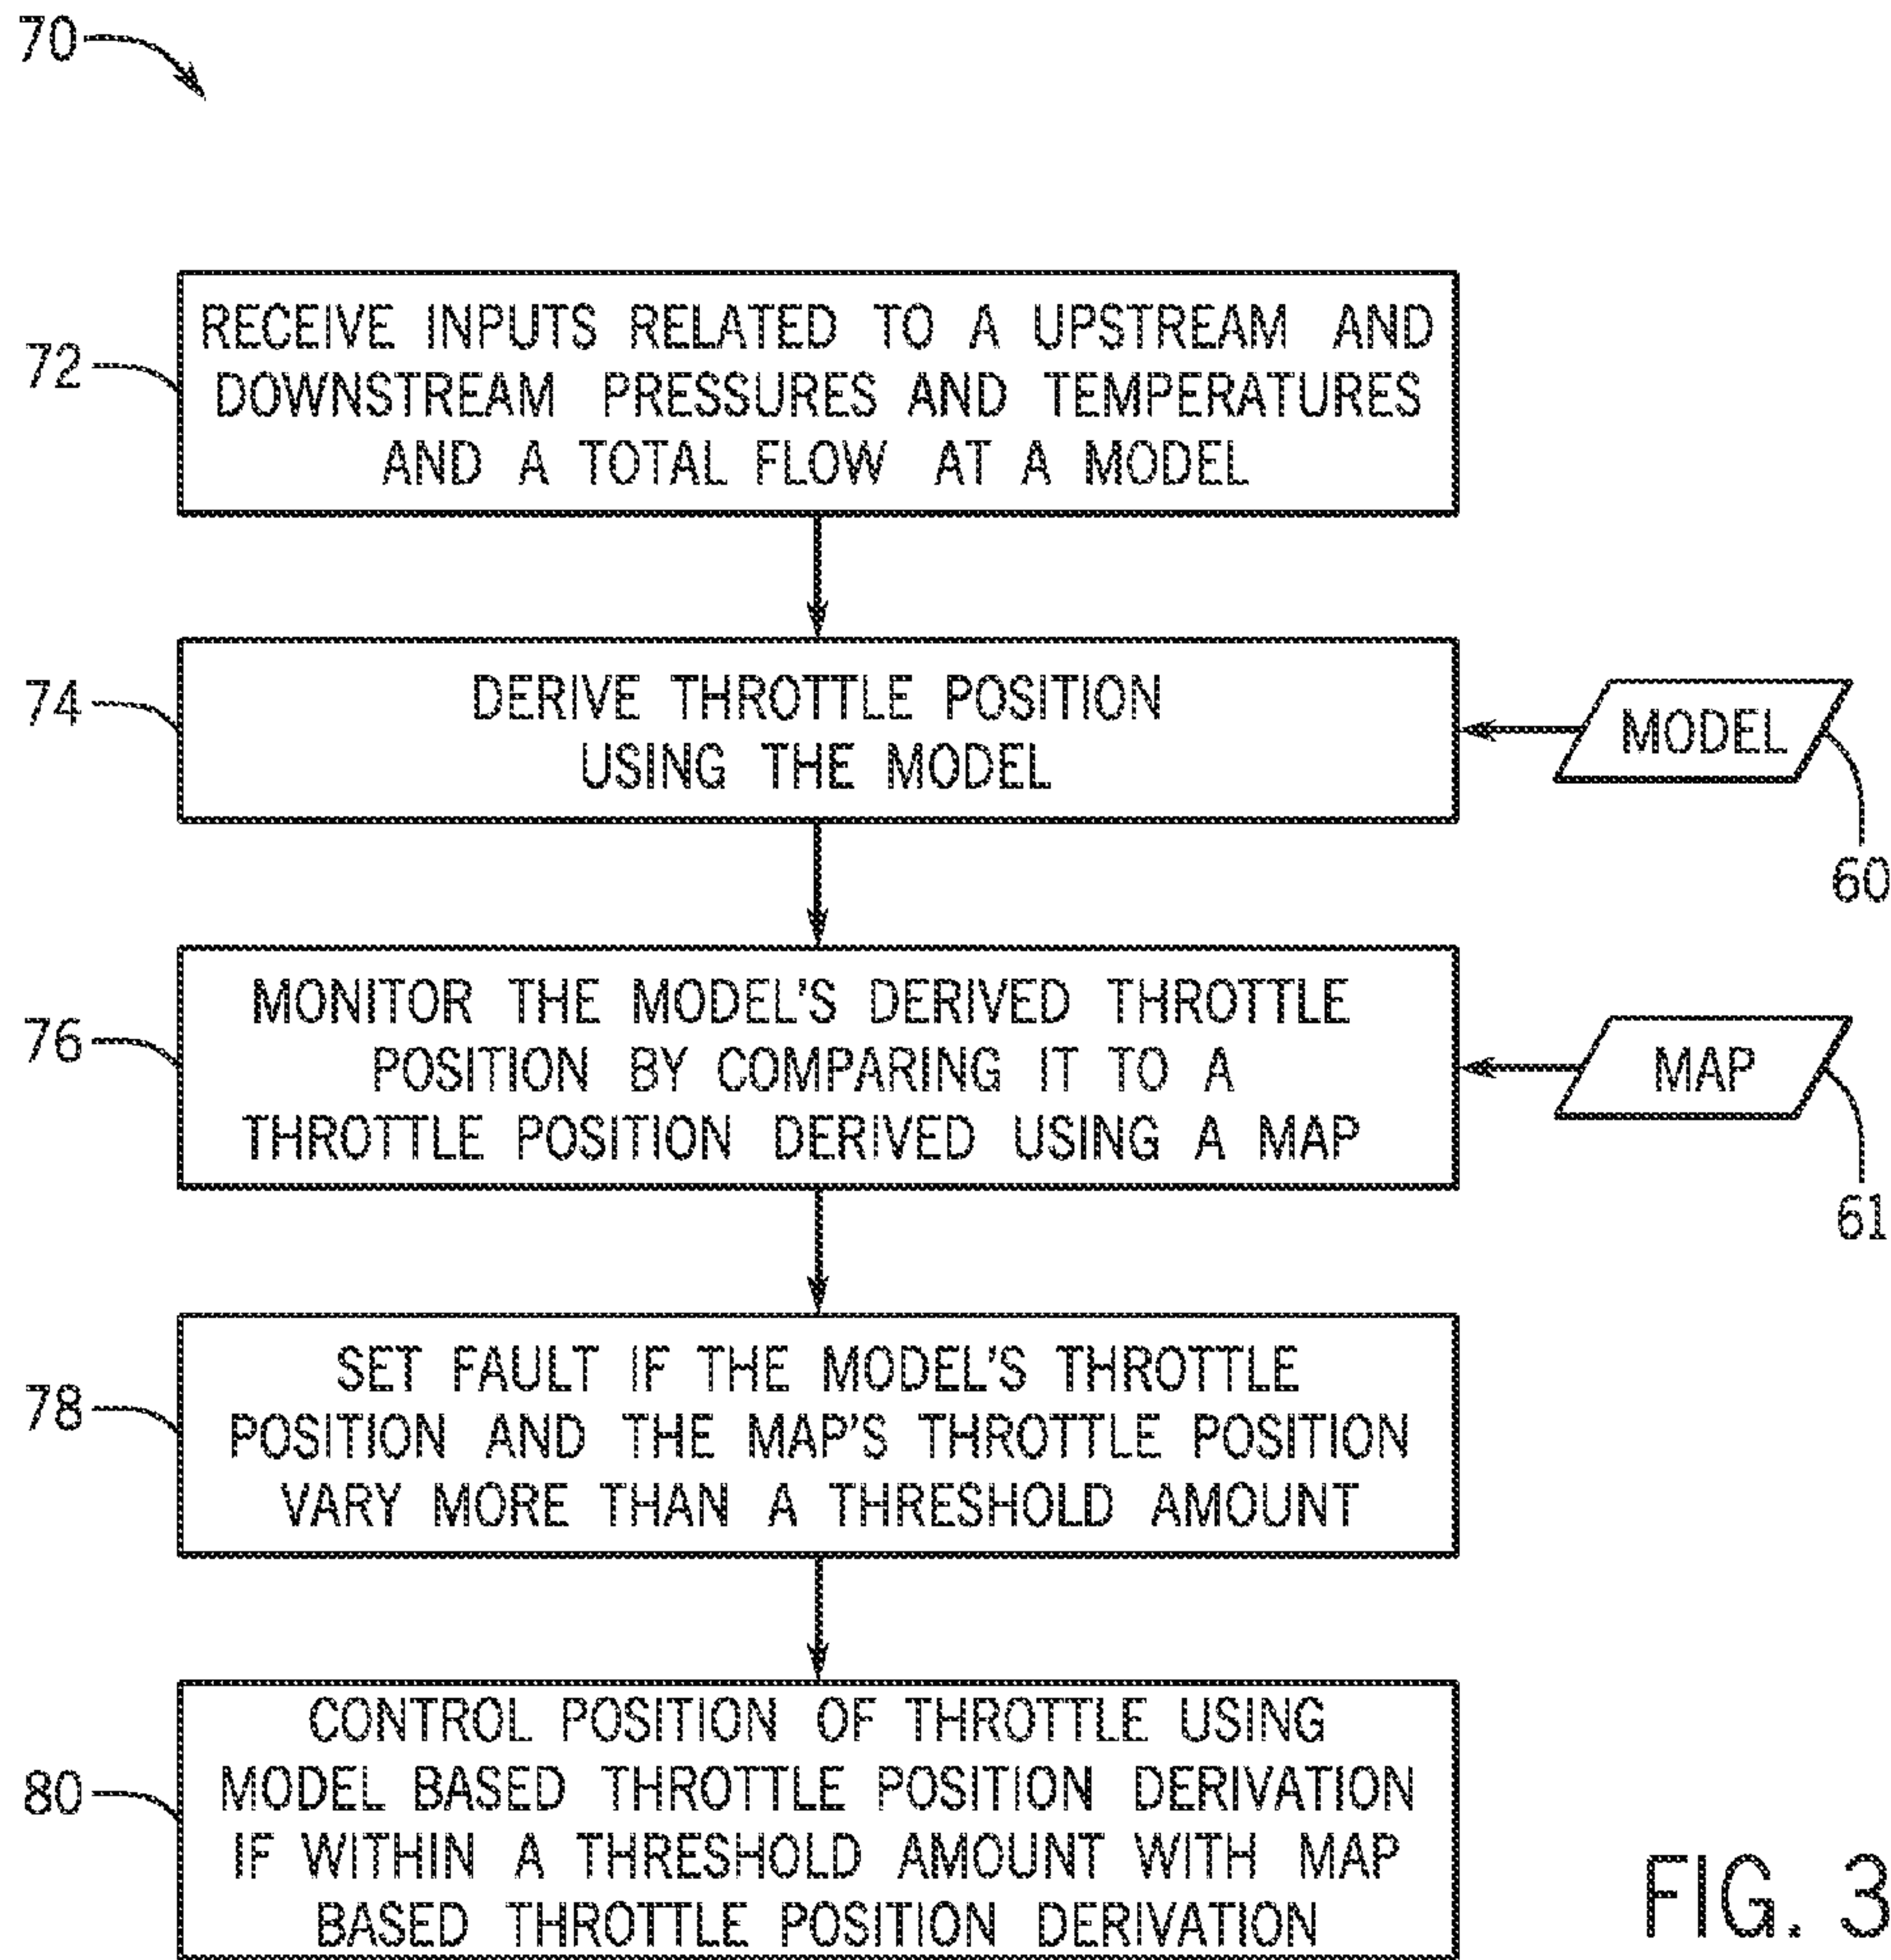 70
72
RECEIVE INPUTS RELATED TO A UPSTREAM AND
DOWNSTREAM PRESSURES AND TEMPERATURES
AND A TOTAL FLOW AT A MODEL
74
DERIVE THROTTLE POSITION
USING THE MODEL
MODEL
60
76
MONITOR THE MODEL'S DERIVED THROTTLE
POSITION BY COMPARING IT TO A
THROTTLE POSITION DERIVED USING A MAP
MAP
61
78
SET FAULT IF THE MODEL'S THROTTLE
POSITION AND THE MAP'S THROTTLE POSITION
VARY MORE THAN A THRESHOLD AMOUNT
80
CONTROL POSITION OF THROTTLE USING
MODEL BASED THROTTLE POSITION DERIVATION
IF WITHIN A THRESHOLD AMOUNT WITH MAP
BASED THROTTLE POSITION DERIVATION
FIG. 3